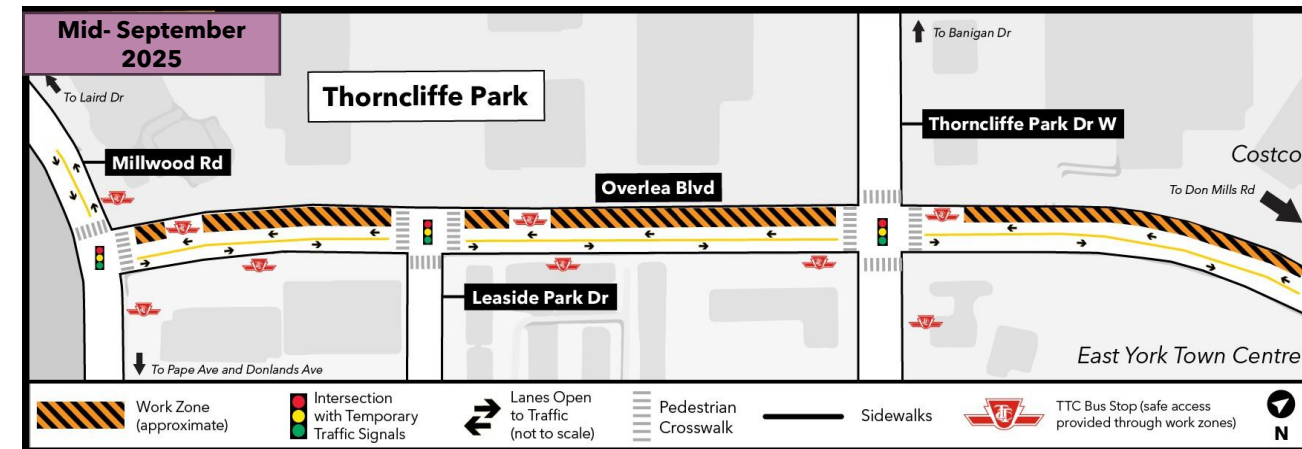 Mid- September
2025
To Banigan Dr
To Laird Dr
Thorncliffe Park
Thorncliffe Park Dr W
Costco
Millwood Rd
Overlea Blvd
To Don Mills Rd
Leaside Park Dr
East York Town Centre
To Pape Ave and Donlands Ave
Work Zone
(approximate)
Intersection
with Temporary
Traffic Signals
Lanes Open
to Traffic
(not to scale)
Pedestrian
Crosswalk
Sidewalks
TTC
TTC Bus Stop (safe access
provided through work zones)
N